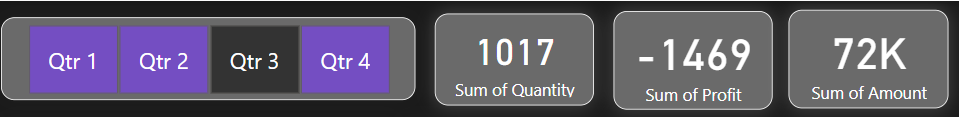 Qtr 1 Qtr 2 Qtr 3 Qtr 4
1017
Sum of Quantity
-1469
Sum of Profit
72K
Sum of Amount